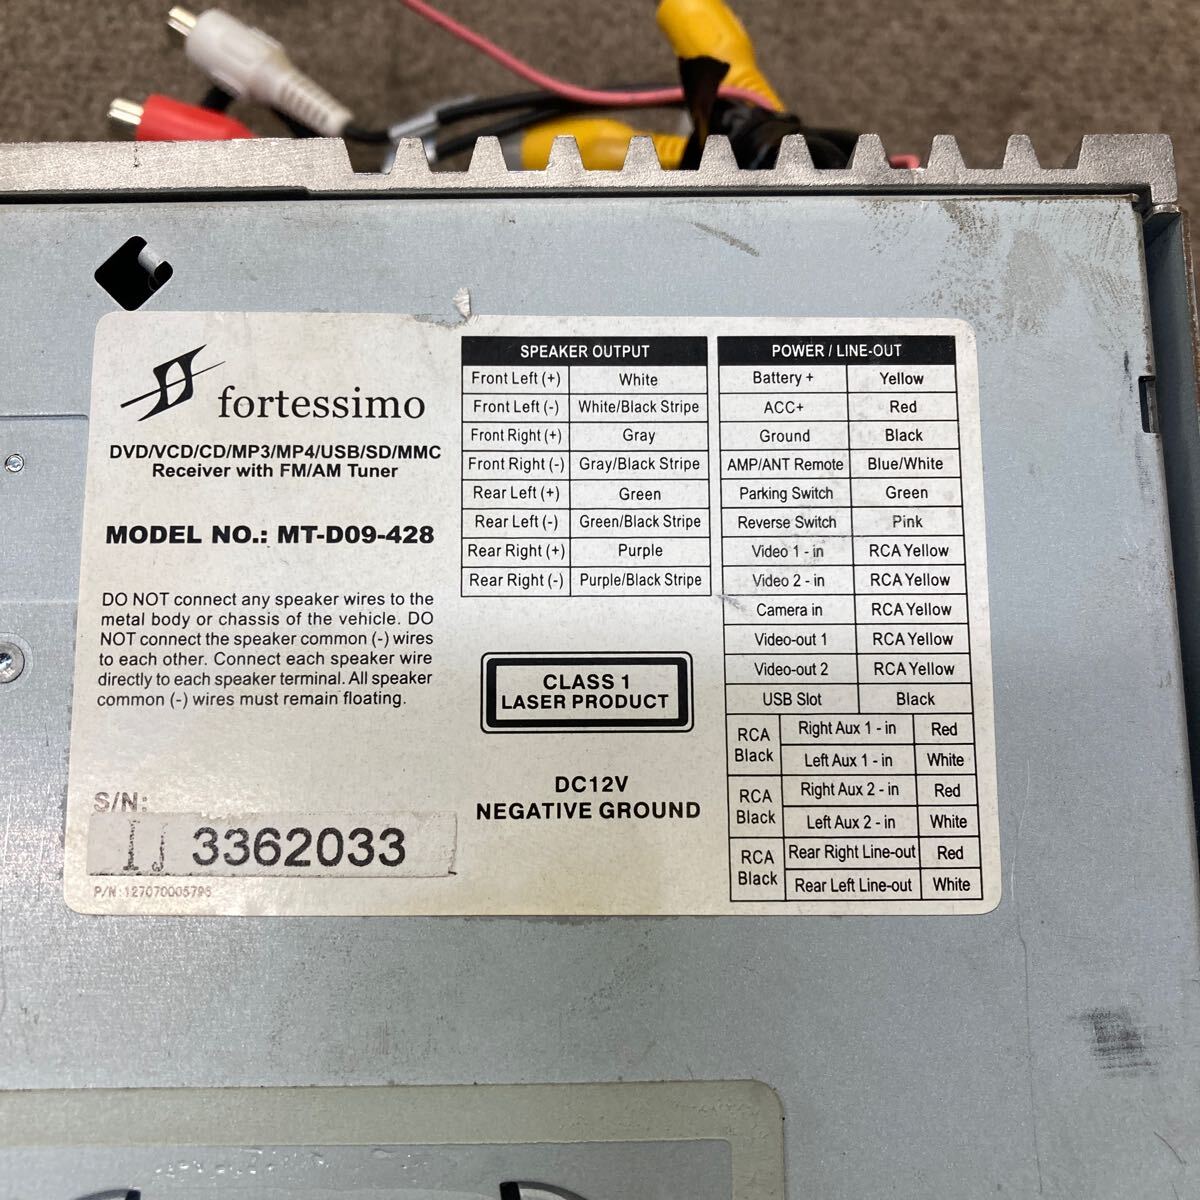 fortessimo
DVD/VCD/CD/MP3/MP4/USB/SD/MMC
Receiver with FM/AM Tuner
MODEL NO.: MT-D09-428
DO NOT connect any speaker wires to the
metal body or chassis of the vehicle. DO
NOT connect the speaker common (-) wires
to each other. Connect each speaker wire
directly to each speaker terminal. All speaker
common (-) wires must remain floating.
S/N:
IJ 3362033
P/N:127070005795
SPEAKER OUTPUT
Front Left (+) White
Front Left (-) White/Black Stripe
Front Right (+) Gray
Front Right (-) Gray/Black Stripe
Rear Left (+) Green
Rear Left (-) Green/Black Stripe
Rear Right (+) Purple
Rear Right (-) Purple/Black Stripe
CLASS 1
LASER PRODUCT
DC12V
NEGATIVE GROUND
POWER / LINE-OUT
Battery + Yellow
ACC+ Red
Ground Black
AMP/ANT Remote Blue/White
Parking Switch Green
Reverse Switch Pink
Video 1 - in RCA Yellow
Video 2 - in RCA Yellow
Camera in RCA Yellow
Video-out 1 RCA Yellow
Video-out 2 RCA Yellow
USB Slot Black
RCA Black Right Aux 1 - in Red
Left Aux 1 - in White
RCA Black Right Aux 2 - in Red
Left Aux 2 - in White
RCA Black Rear Right Line-out Red
Rear Left Line-out White